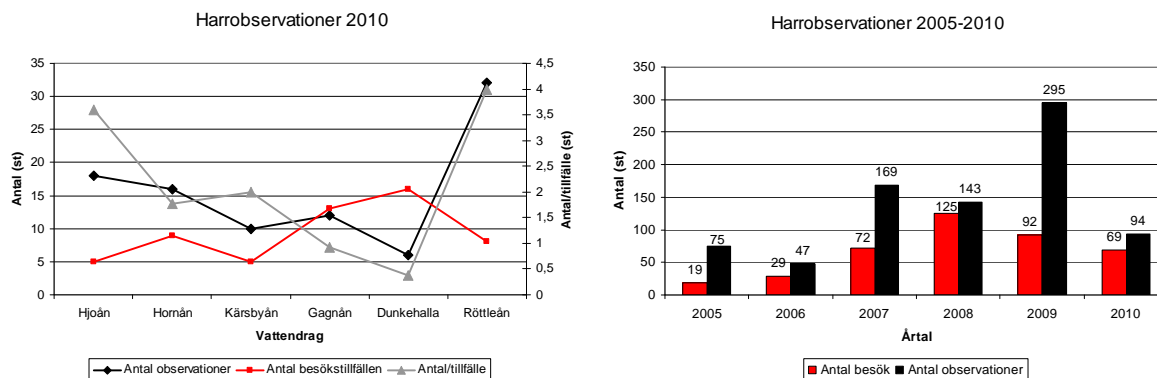 Harrobservationer 2010
35
30
25
20
15
10
5
0
Antal (st)
4,5
4
3,5
3
2,5
2
1,5
1
0,5
0
Antal/tillfälle (st)
Hjoån Hornån Kärsbyån Gagnån Dunkehalla Röttleån
Vattendrag
Antal observationer Antal besökstillfällen Antal/tillfälle
Harrobservationer 2005-2010
350
300
250
200
150
100
50
0
Antal (st)
19 75 29 47 72 169 125 143 92 295 69 94
2005 2006 2007 2008 2009 2010
Årtal
Antal besök Antal observationer